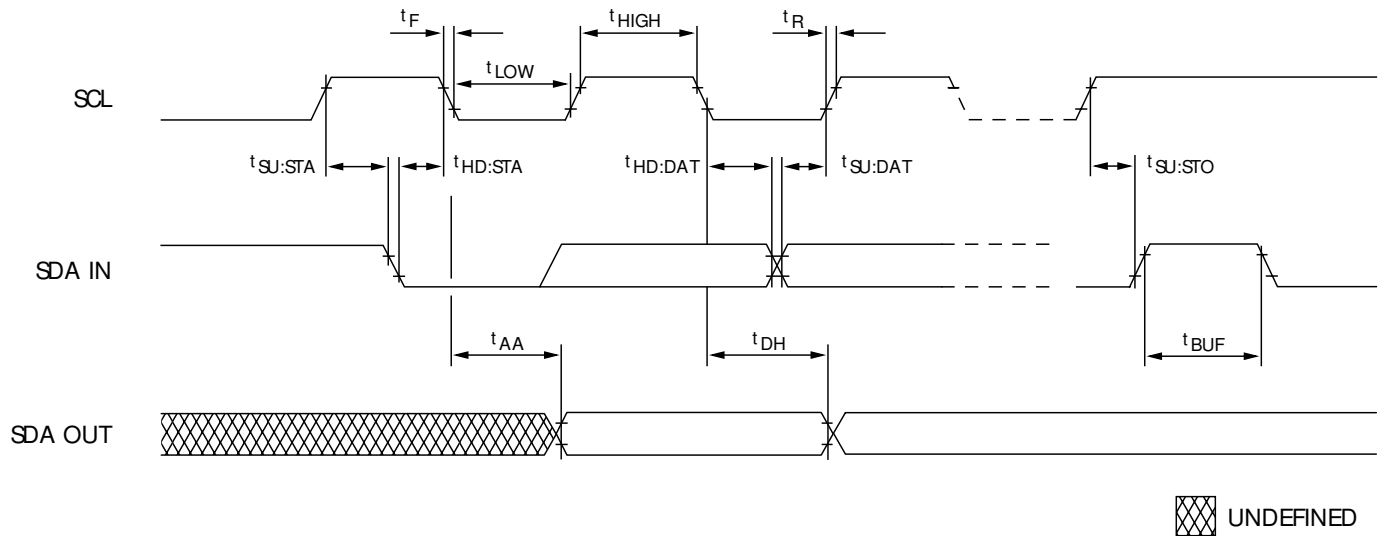 tF
tHIGH
tR
tLOW
SCL
tSU:STA
tHD:STA
tHD:DAT
tSU:DAT
tSU:STO
SDA IN
tAA
tDH
tBUF
SDA OUT
UNDEFINED